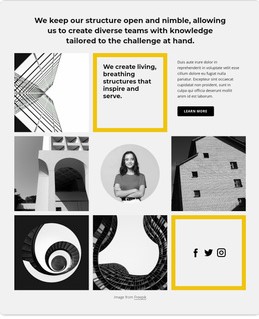 We keep our structure open and nimble, allowing
us to create diverse teams with knowledge
tailored to the challenge at hand.
We create living,
breathing
structures that
inspire and
serve.
Duis aute irure dolor in
reprehenderit in voluptate velit
esse cillum dolore eu fugiat nulla
pariatur. Excepteur sint occaecat
cupidatat non proident, sunt in
culpa qui officia deserunt mollit
anim id est laborum.
LEARN MORE
Image from Freepik